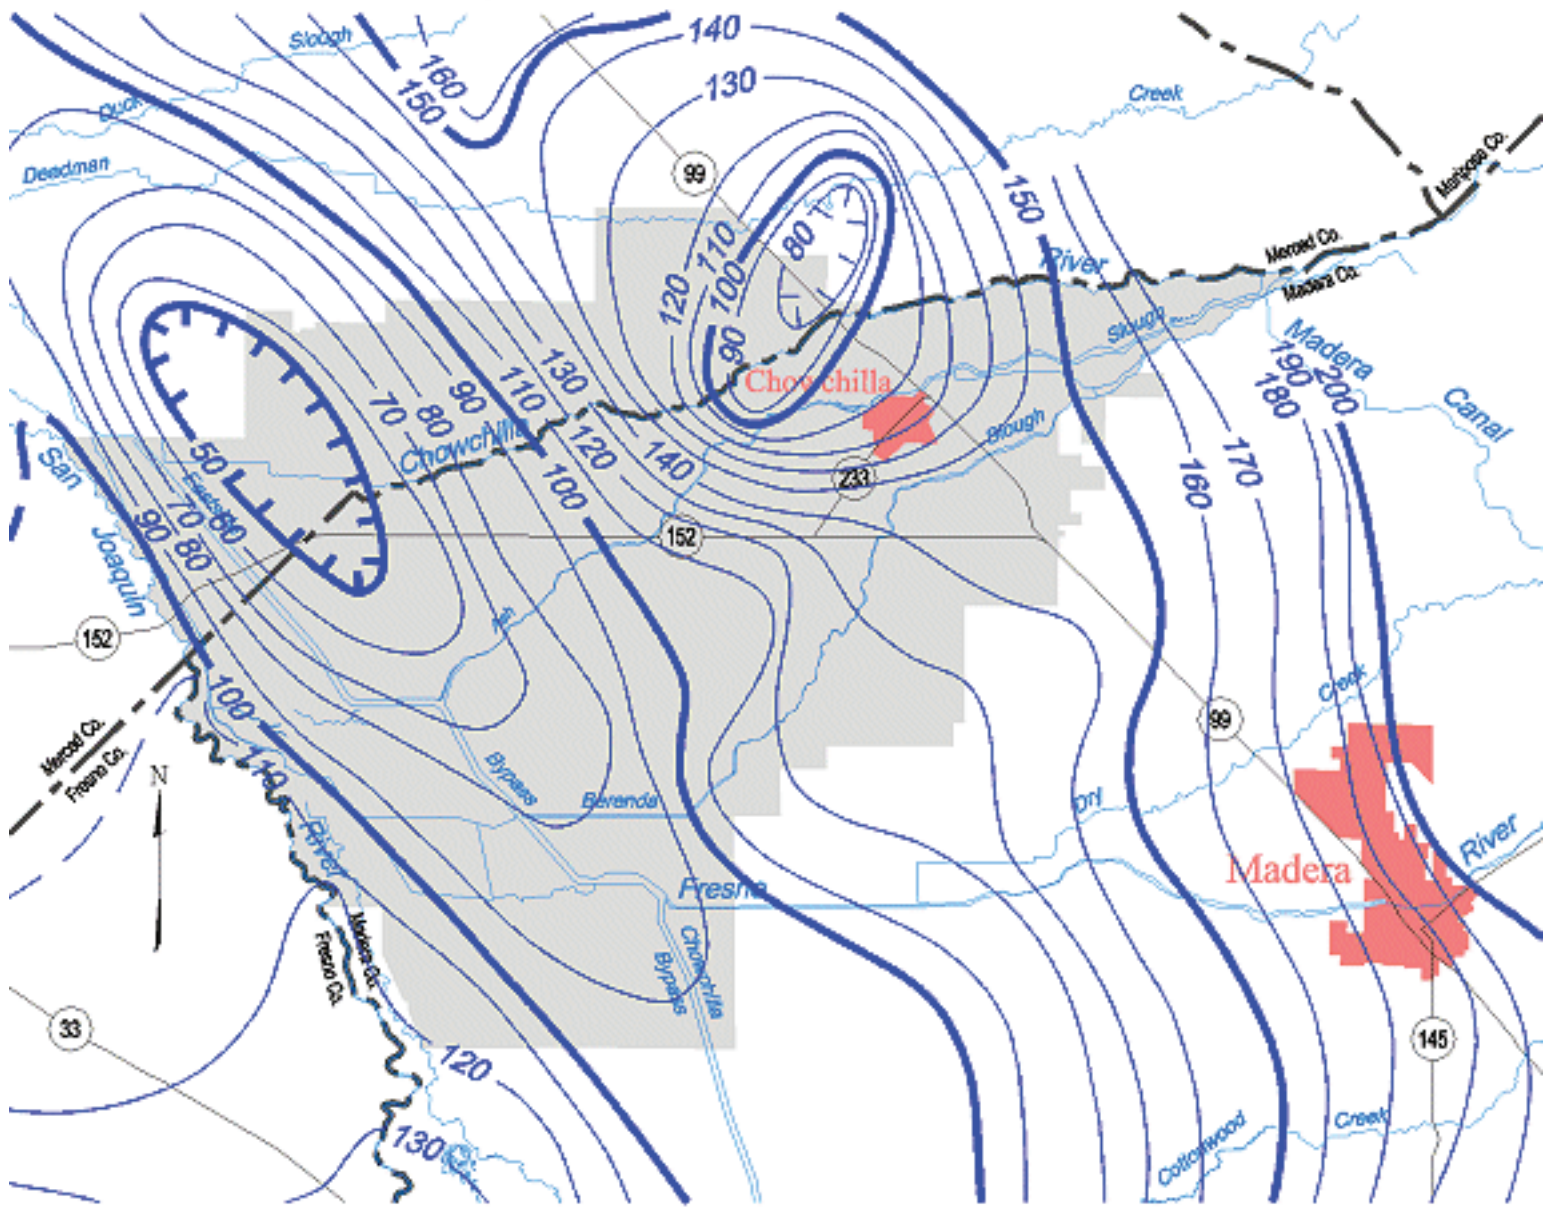 Slough
160
150
140
130
Duck
Creek
Deadman
99
Mariposa Co.
150
110
80
100
120
90
Merced Co.
Madera Co.
River
Slough
Madera
Canal
190
200
180
170
160
Chowchilla
130
110
90
80
70
50
Chowchilla
120
140
100
Slough
233
152
San
Joaquin
Eastside
60
70
80
90
152
100
110
Merced Co.
Fresno Co.
N
Bypass
Berenda
River
Fresno
Chowchilla
Bypass
Madera Co.
Fresno Co.
33
120
130
99
Creek
Dry
Madera
River
145
Cottonwood
Creek